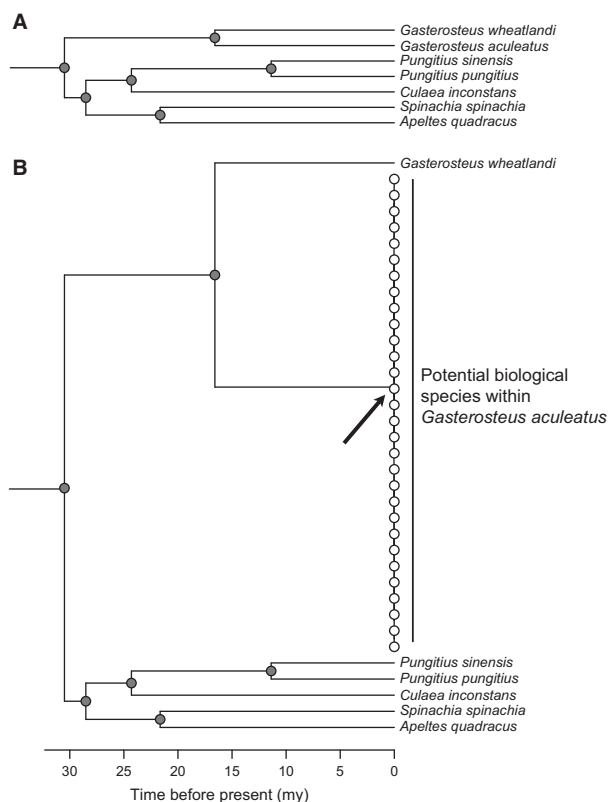 A
Gasterosteus wheatlandi
Gasterosteus aculeatus
Pungitius sinensis
Pungitius pungitius
Culaea inconstans
Spinachia spinachia
Apeltes quadracus
B
Gasterosteus wheatlandi
Potential biological
species within
Gasterosteus aculeatus
Pungitius sinensis
Pungitius pungitius
Culaea inconstans
Spinachia spinachia
Apeltes quadracus
30 25 20 15 10 5 0
Time before present (my)